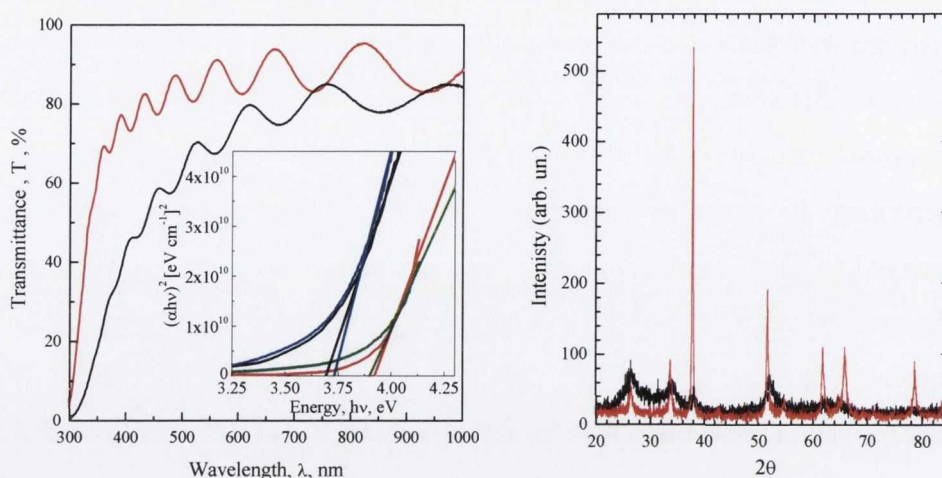 100
80
60
40
20
0
Transmittance , T , %
300 400 500 600 700 800 900 1000
Wavelength, λ, nm
4x10¹⁰
3x10¹⁰
2x10¹⁰
1x10¹⁰
0
(αhν)² [eV cm⁻¹]²
3.25 3.50 3.75 4.00 4.25
Energy, hν, eV
500
400
300
200
100
0
Intenisty (arb. un.)
20 30 40 50 60 70 80
2θ